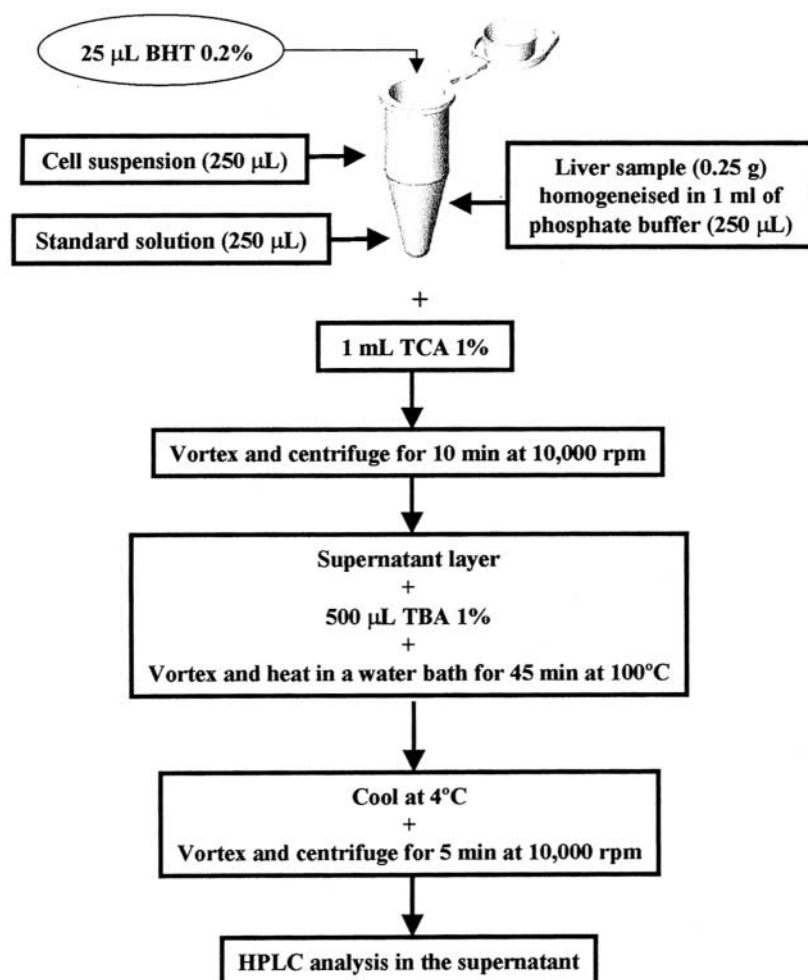 25 μL BHT 0.2%
Cell suspension (250 μL)
Standard solution (250 μL)
Liver sample (0.25 g)
homogeneised in 1 ml of
phosphate buffer (250 μL)
+
1 mL TCA 1%
Vortex and centrifuge for 10 min at 10,000 rpm
Supernatant layer
+
500 μL TBA 1%
+
Vortex and heat in a water bath for 45 min at 100°C
Cool at 4°C
+
Vortex and centrifuge for 5 min at 10,000 rpm
HPLC analysis in the supernatant